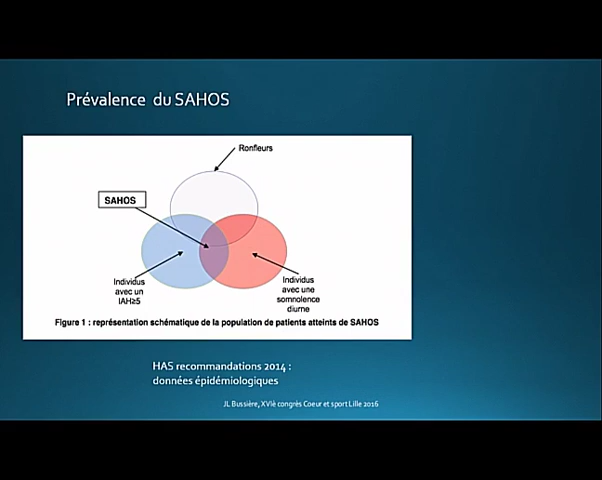 Prévalence du SAHOS
Ronfleurs
SAHOS
Individus
avec un
IAH≥5
Individus
avec une
somnolence
diurne
Figure 1 : représentation schématique de la population de patients atteints de SAHOS
HAS recommandations 2014 :
données épidémiologiques
JL Bussière, XVIè congrès Coeur et sport Lille 2016